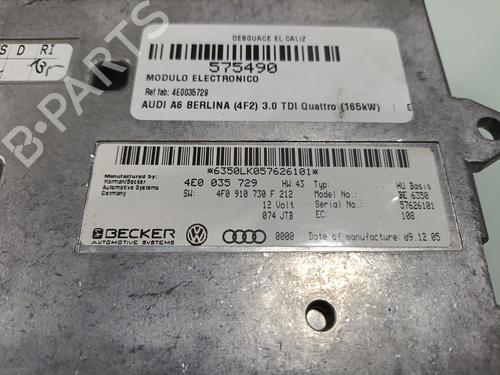 S D RI
DESGUACE EL CALIZ
575490
MODULO ELECTRONICO
Ref fab: 4E0035729
AUDI A6 BERLINA (4F2) 3.0 TDI Quattro (165kW)
*6350LK057626101*
Manufactured by:
Harman/Becker
Automotive Systems
Germany
4E0 035 729 HW:43 Typ: HU Basis
SW: 4F0 910 730 F 212 Model No.: BE 6350
12 Volt Serial No.: 57626101
074 JTB EC: 108
BECKER
AUTOMOTIVE SYSTEMS
0000 Date of manufacture: 09.12.05